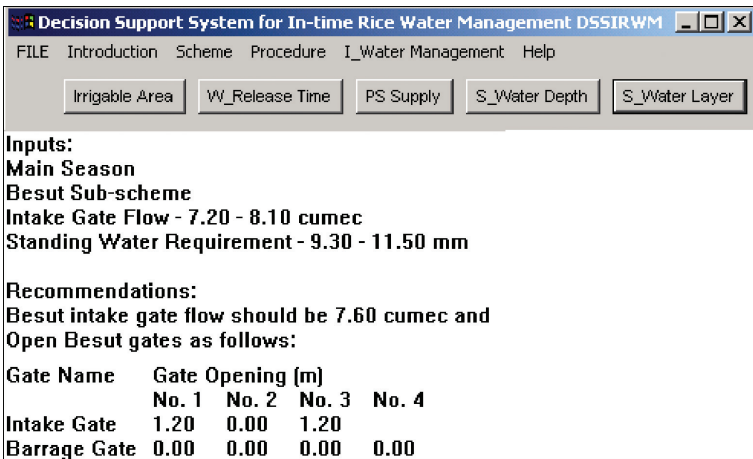 Decision Support System for In-time Rice Water Management DSSIRWM
FILE Introduction Scheme Procedure I_Water Management Help
Irrigable Area W_Release Time PS Supply S_Water Depth S_Water Layer
Inputs:
Main Season
Besut Sub-scheme
Intake Gate Flow - 7.20 - 8.10 cumec
Standing Water Requirement - 9.30 - 11.50 mm
Recommendations:
Besut intake gate flow should be 7.60 cumec and
Open Besut gates as follows:
Gate Name Gate Opening (m)
No. 1 No. 2 No. 3 No. 4
Intake Gate 1.20 0.00 1.20
Barrage Gate 0.00 0.00 0.00 0.00